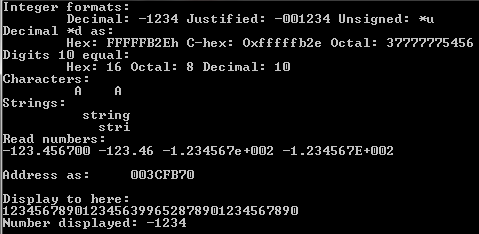 Integer formats:
Decimal: -1234 Justified: -001234 Unsigned: *u
Decimal *d as:
Hex: FFFFFB2Eh C-hex: 0xfffffb2e Octal: 37777775456
Digits 10 equal:
Hex: 16 Octal: 8 Decimal: 10
Characters:
A A
Strings:
string
stri
Read numbers:
-123.456700 -123.46 -1.234567e+002 -1.234567E+002
Address as: 003CFB70
Display to here:
1234567890123456399652878901234567890
Number displayed: -1234